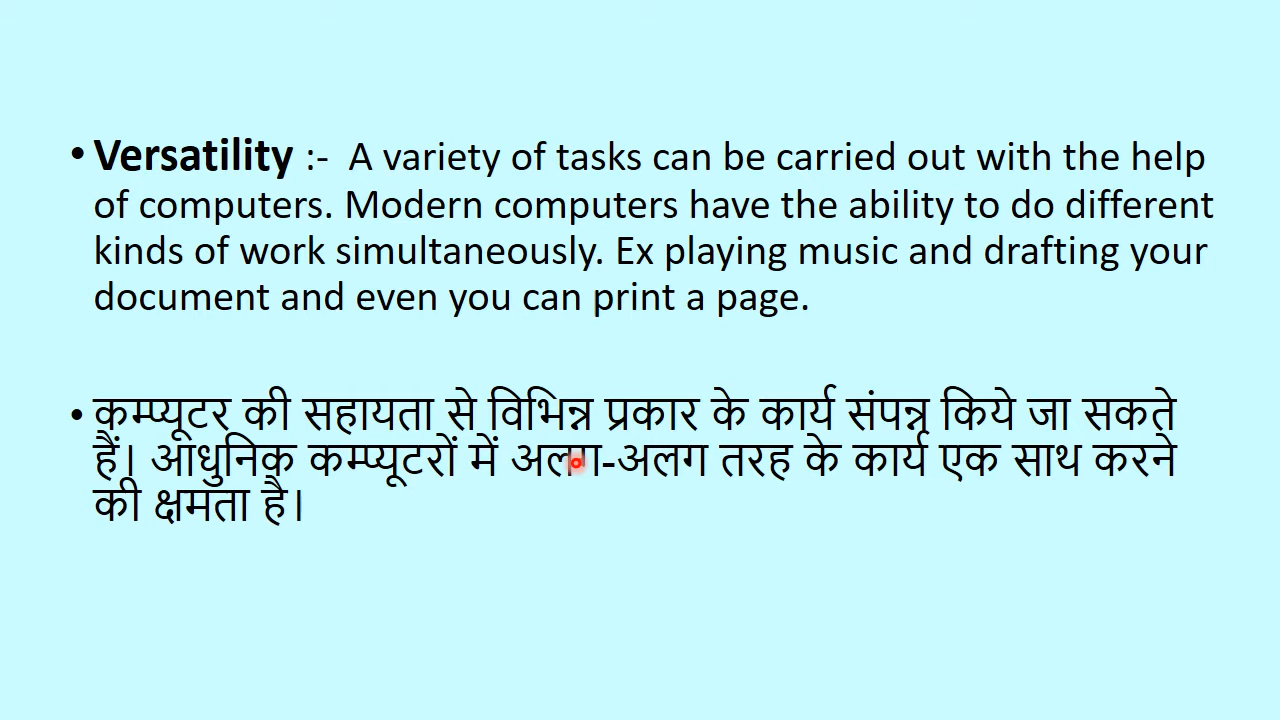 • Versatility :- A variety of tasks can be carried out with the help
of computers. Modern computers have the ability to do different
kinds of work simultaneously. Ex playing music and drafting your
document and even you can print a page.
• कम्प्यूटर की सहायता से विभिन्न प्रकार के कार्य संपन्न किये जा सकते
हैं। आधुनिक कम्प्यूटरों में अलग-अलग तरह के कार्य एक साथ करने
की क्षमता है।